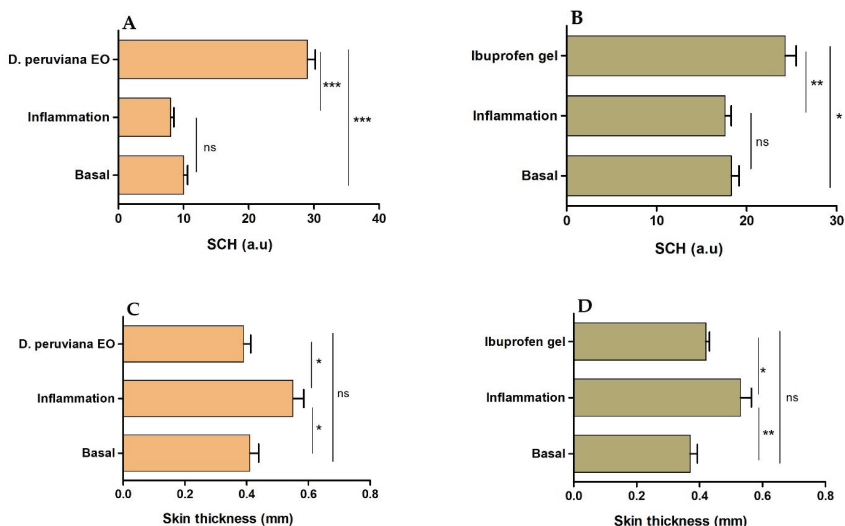 A
D. peruviana EO
Inflammation
Basal
***
***
ns
0 10 20 30 40
SCH (a.u)
B
Ibuprofen gel
Inflammation
Basal
**
*
ns
0 10 20 30
SCH (a.u)
C
D. peruviana EO
Inflammation
Basal
*
ns
*
0.0 0.2 0.4 0.6 0.8
Skin thickness (mm)
D
Ibuprofen gel
Inflammation
Basal
*
ns
**
0.0 0.2 0.4 0.6 0.8
Skin thickness (mm)